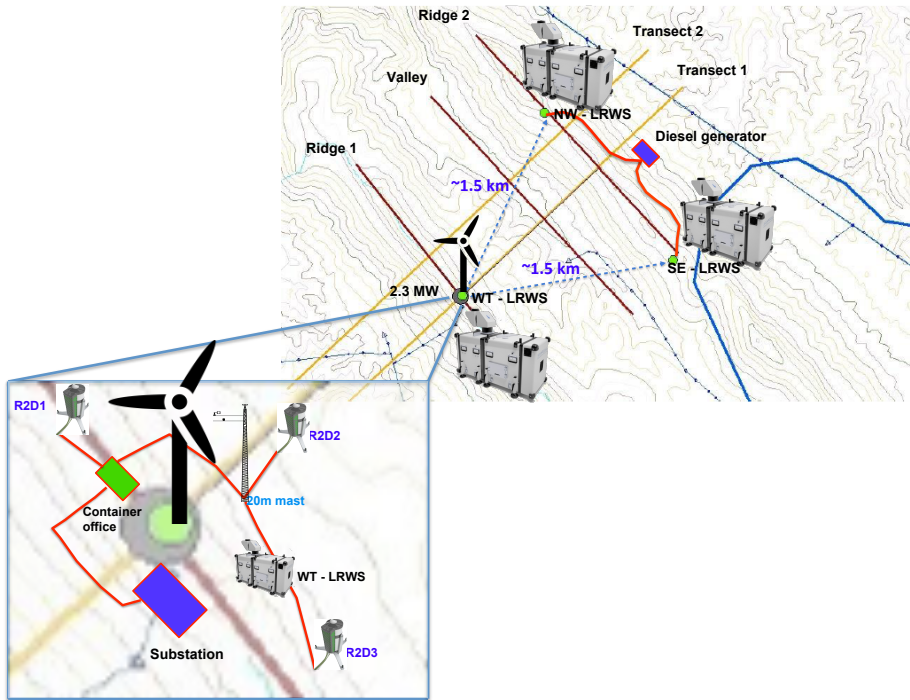 Ridge 2
Transect 2
Valley
Transect 1
NW - LRWS
Diesel generator
Ridge 1
~1.5 km
~1.5 km
SE - LRWS
2.3 MW
WT - LRWS
R2D1
R2D2
20m mast
Container
office
WT - LRWS
Substation
R2D3